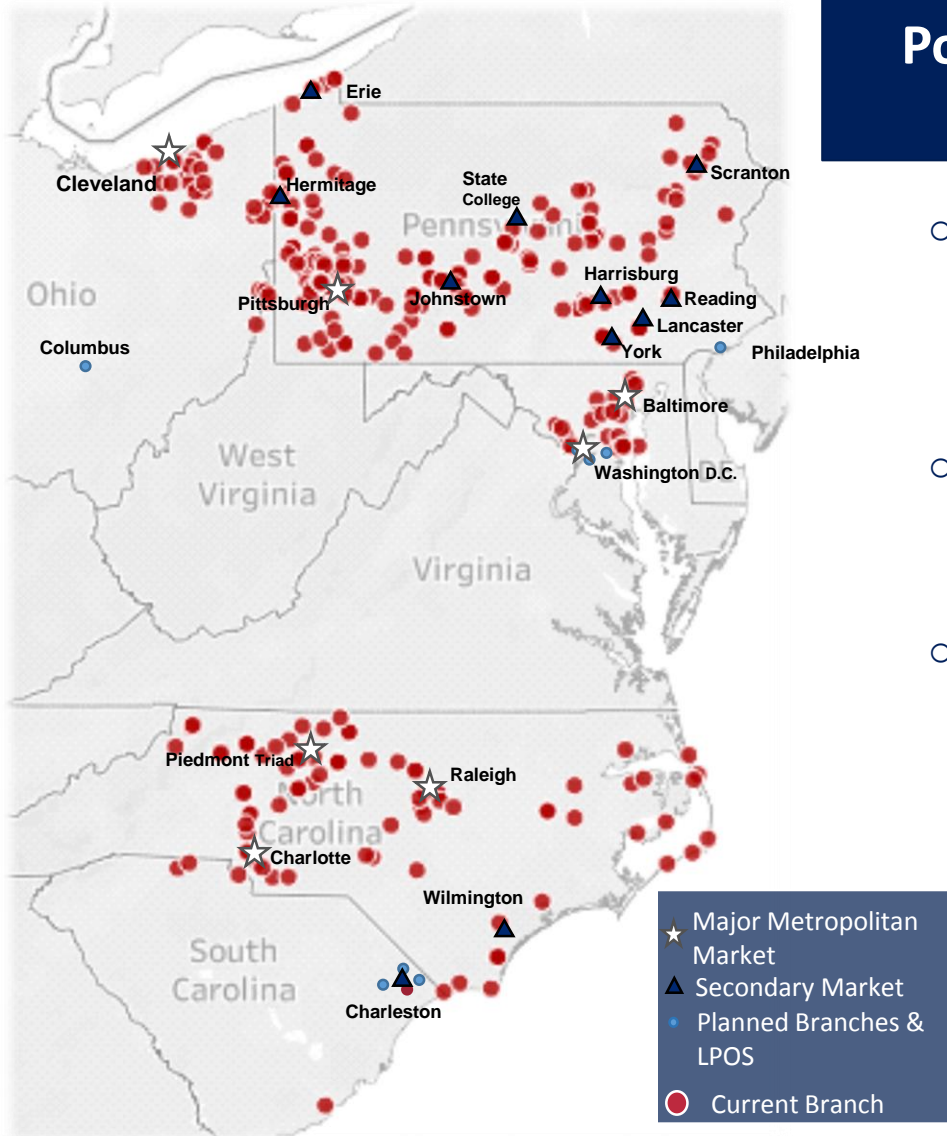 Po
Erie
Cleveland
Hermitage
State
College
Scranton
Pennsylvani
Ohio
Pittsburgh
Johnstown
Harrisburg
Reading
Lancaster
York
Columbus
Philadelphia
Baltimore
West
Virginia
Washington D.C.
DE
Virginia
Piedmont Triad
Raleigh
North
Carolina
Charlotte
Wilmington
South
Carolina
Charleston
Major Metropolitan
Market
Secondary Market
Planned Branches &
LPOS
Current Branch